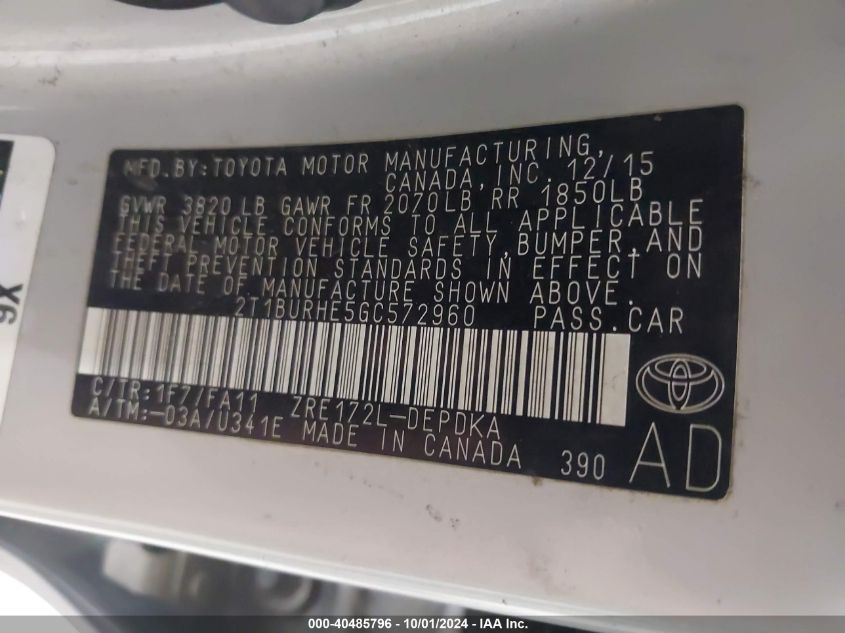 MFD.BY:TOYOTA MOTOR MANUFACTURING,
CANADA,INC. 12/15
GVWR 3820 LB GAWR FR 2070LB RR 1850LB
THIS VEHICLE CONFORMS TO ALL APPLICABLE
FEDERAL MOTOR VEHICLE SAFETY,BUMPER,AND
THEFT PREVENTION STANDARDS IN EFFECT ON
THE DATE OF MANUFACTURE SHOWN ABOVE.
2T1BURHE5GC572960 PASS.CAR
C/TR:1F7/FA11 ZRE172L-DEPDKA
A/TM:-03A/U341E MADE IN CANADA 390 AD
9X
000-40485796 - 10/01/2024 - IAA Inc.